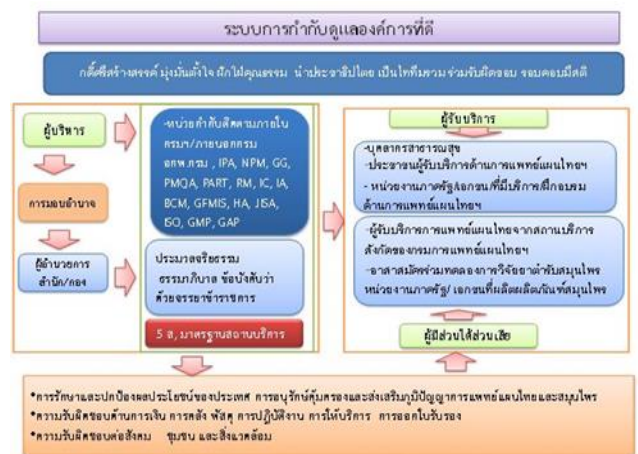 ระบบการกำกับดูแลองค์การที่ดี
สร้างสรรค์ มุ่งมั่นตั้งใจ ฝักใฝ่คุณธรรม นำประชาธิปไตย เป็นไททีมรวม ร่วมรับผิดชอบ รอบคอบมีสติ
ผู้บริหาร
การมอบอำนาจ
ผู้อำนวยการ
สำนัก/กอง
-หน่วยกำกับติดตามภายใน
กรมฯ/ภายนอกกรม
อกพ.กรม , IPA, NPM, GG,
PMQA, PART, RM, IC, IA,
BCM, GFMIS, HA, JISA,
ISO, GMP, GAP
ประมวลจริยธรรม
ธรรมาภิบาล ข้อบังคับว่า
ด้วยจรรยาข้าราชการ
5 ส, มาตรฐานสถานบริการ
ผู้รับบริการ
-บุคลากรสาธารณสุข
-ประชาชนผู้รับบริการด้านการแพทย์แผนไทยฯ
- หน่วยงานภาครัฐ/เอกชน/ที่มีบริการ/ฝึกอบรม
ด้านการแพทย์แผนไทยฯ
-ผู้รับบริการการแพทย์แผนไทยจากสถานบริการ
สังกัดของกรมการแพทย์แผนไทยฯ
-อาสาสมัครร่วมทดลองการวิจัยยาตำรับสมุนไพร
หน่วยงานภาครัฐ/ เอกชนที่ผลิตผลิตภัณฑ์สมุนไพร
ผู้มีส่วนได้ส่วนเสีย
•การรักษาและปกป้องผลประโยชน์ของประเทศ การอนุรักษ์คุ้มครองและส่งเสริมภูมิปัญญาการแพทย์แผนไทยและสมุนไพร
•ความรับผิดชอบด้านการเงิน การคลัง พัสดุ การปฏิบัติงาน การให้บริการ การออกใบรับรอง
•ความรับผิดชอบต่อสังคม ชุมชน และสิ่งแวดล้อม